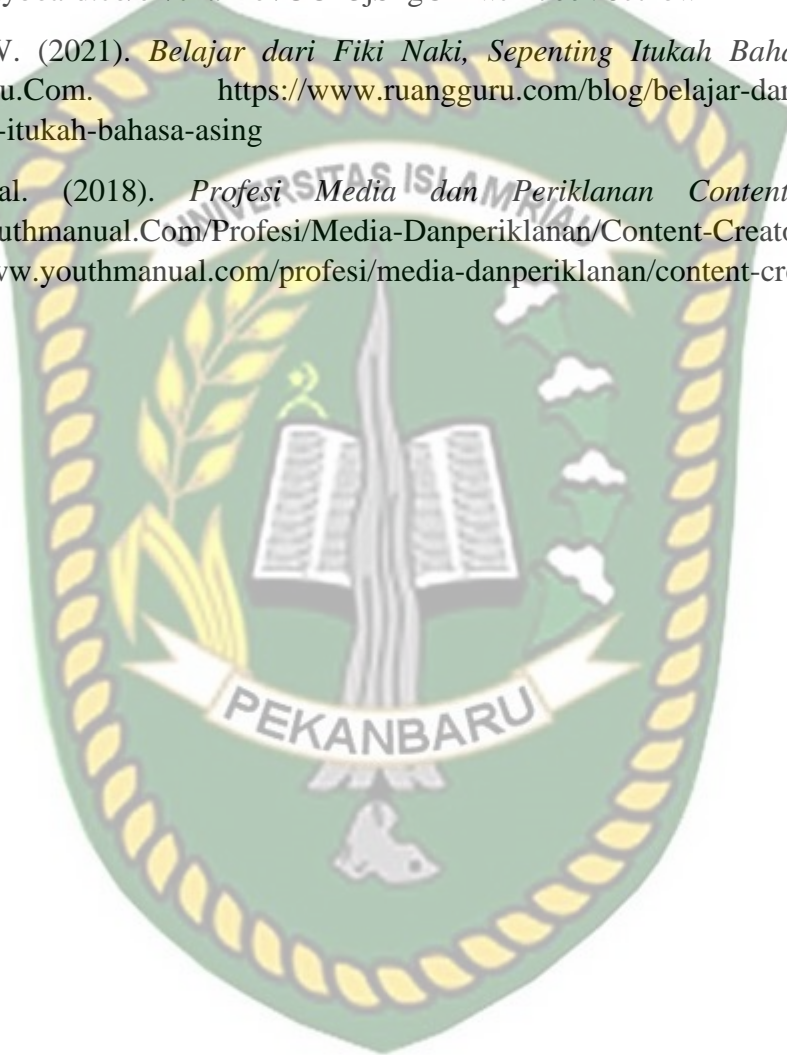 V. (2021). Belajar dari Fiki Naki, Sepenting Itukah Baha
u.Com. https://www.ruangguru.com/blog/belajar-dar
-itukah-bahasa-asing
al. (2018). Profesi Media dan Periklanan Content
uthmanual.Com/Profesi/Media-Danperiklanan/Content-Creato
ww.youthmanual.com/profesi/media-danperiklanan/content-cre
UNIVERSITAS ISLAM RIAU
PEKANBARU